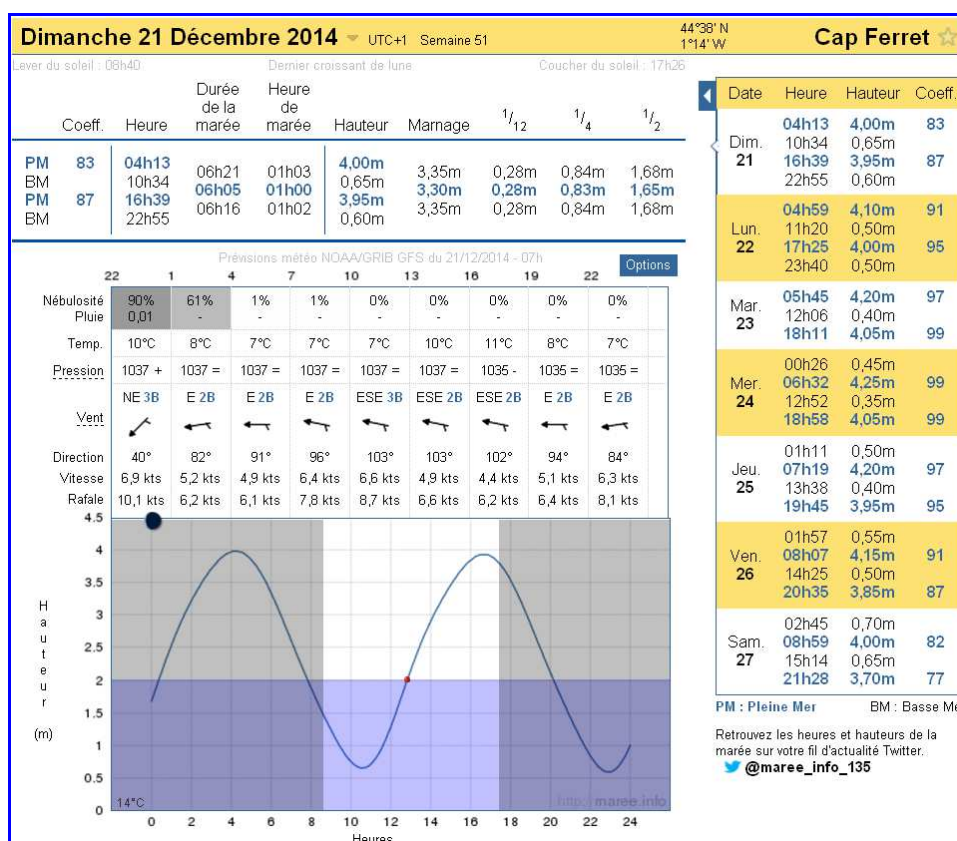 Dimanche 21 Décembre 2014 UTC+1 Semaine 51 44°38' N
1°14' W
Cap Ferret
Lever du soleil : 08h40 Dernier croissant de lune Coucher du soleil : 17h26
Coeff. Heure Durée de la marée Heure de marée Hauteur Marnage 1/12 1/4 1/2
PM 83 04h13 4,00m
06h21 01h03 3,35m 0,28m 0,84m 1,68m
BM 10h34 0,65m
06h05 01h00 3,30m 0,28m 0,83m 1,65m
PM 87 16h39 3,95m
06h16 01h02 3,35m 0,28m 0,84m 1,68m
BM 22h55 0,60m
Prévisions météo NOAA/GRIB GFS du 21/12/2014 - 07h
Options
22 1 4 7 10 13 16 19 22
Nébulosité 90% 61% 1% 1% 0% 0% 0% 0% 0%
Pluie 0,01 - - - - - - - -
Temp. 10°C 8°C 7°C 7°C 7°C 10°C 11°C 8°C 7°C
Pression 1037 + 1037 = 1037 = 1037 = 1037 = 1037 = 1035 - 1035 = 1035 =
Vent NE 3B E 2B E 2B E 2B ESE 3B ESE 2B ESE 2B E 2B E 2B
Direction 40° 82° 91° 96° 103° 103° 102° 94° 84°
Vitesse 6,9 kts 5,2 kts 4,9 kts 6,4 kts 6,6 kts 4,9 kts 4,4 kts 5,1 kts 6,3 kts
Rafale 10,1 kts 6,2 kts 6,1 kts 7,8 kts 8,7 kts 6,6 kts 6,2 kts 6,4 kts 8,1 kts
4.5
4
3.5
3
2.5
2
1.5
1
0.5
0
Hauteur
(m)
14°C
http://maree.info
0 2 4 6 8 10 12 14 16 18 20 22 24
Heures
Date Heure Hauteur Coeff.
Dim. 21
04h13 4,00m 83
10h34 0,65m
16h39 3,95m 87
22h55 0,60m
Lun. 22
04h59 4,10m 91
11h20 0,50m
17h25 4,00m 95
23h40 0,50m
Mar. 23
05h45 4,20m 97
12h06 0,40m
18h11 4,05m 99
Mer. 24
00h26 0,45m
06h32 4,25m 99
12h52 0,35m
18h58 4,05m 99
Jeu. 25
01h11 0,50m
07h19 4,20m 97
13h38 0,40m
19h45 3,95m 95
Ven. 26
01h57 0,55m
08h07 4,15m 91
14h25 0,50m
20h35 3,85m 87
Sam. 27
02h45 0,70m
08h59 4,00m 82
15h14 0,65m
21h28 3,70m 77
PM : Pleine Mer BM : Basse Me
Retrouvez les heures et hauteurs de la
marée sur votre fil d'actualité Twitter.
@maree_info_135